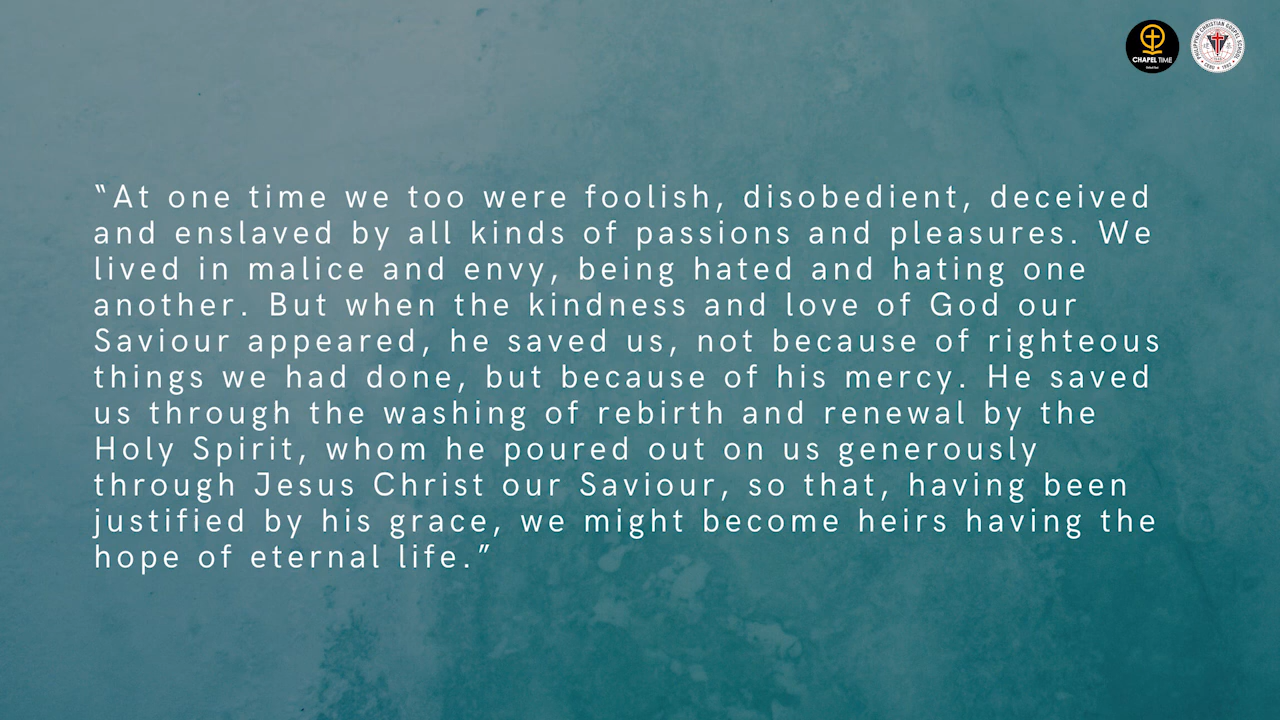 CHAPEL TIME
PHILIPPINE CHRISTIAN GOSPEL SCHOOL
“At one time we too were foolish, disobedient, deceived
and enslaved by all kinds of passions and pleasures. We
lived in malice and envy, being hated and hating one
another. But when the kindness and love of God our
Saviour appeared, he saved us, not because of righteous
things we had done, but because of his mercy. He saved
us through the washing of rebirth and renewal by the
Holy Spirit, whom he poured out on us generously
through Jesus Christ our Saviour, so that, having been
justified by his grace, we might become heirs having the
hope of eternal life.”